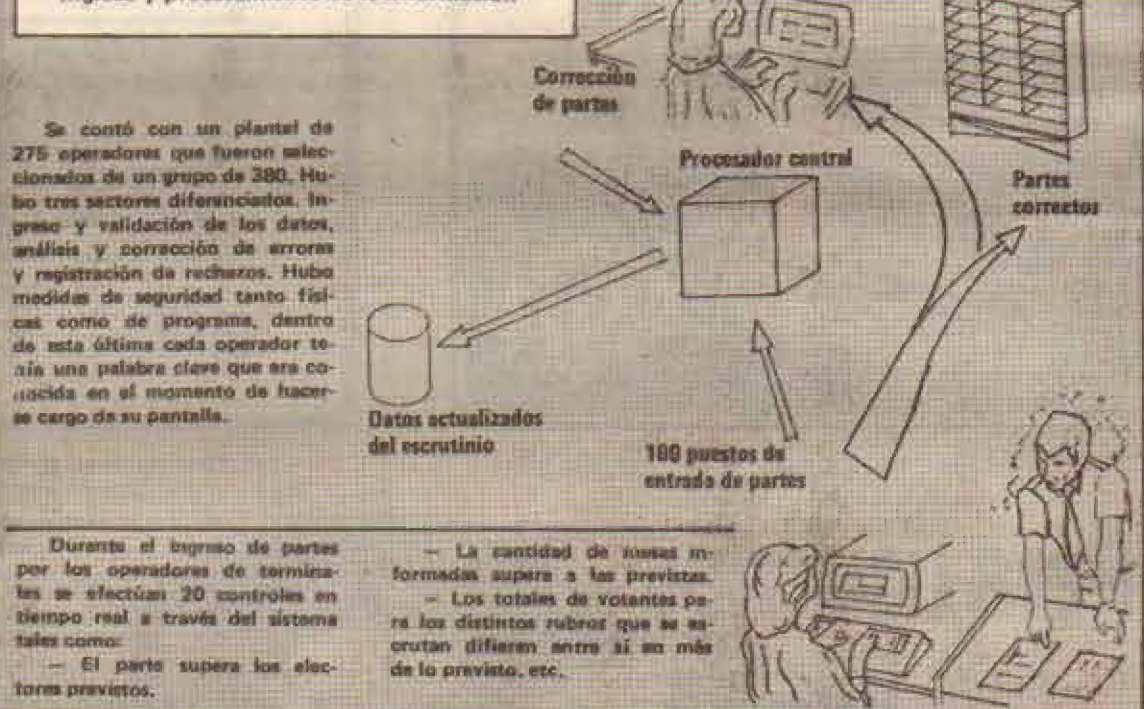 Corrección
de partes
Se contó con un plantel de
275 operadores que fueron selec-
cionados de un grupo de 380. Hu-
bo tres sectores diferenciados. In-
greso y validación de los datos,
análisis y corrección de errores
y registración de rechazos. Hubo
medidas de seguridad tanto físi-
cas como de programa, dentro
de esta última cada operador te-
nía una palabra clave que era co-
nocida en el momento de hacer-
se cargo de su pantalla.
Procesador central
Partes
correctos
Datos actualizados
del escrutinio
180 puestos de
entrada de partes
Durante el ingreso de partes
por los operadores de termina-
les se efectúan 20 controles en
tiempo real a través del sistema
tales como:
— El parte supera los elec-
tores previstos.
— La cantidad de mesas in-
formadas supera a las previstas.
— Los totales de votantes pa-
ra los distintos rubros que se es-
crutan difieren entre sí en más
de lo previsto, etc.